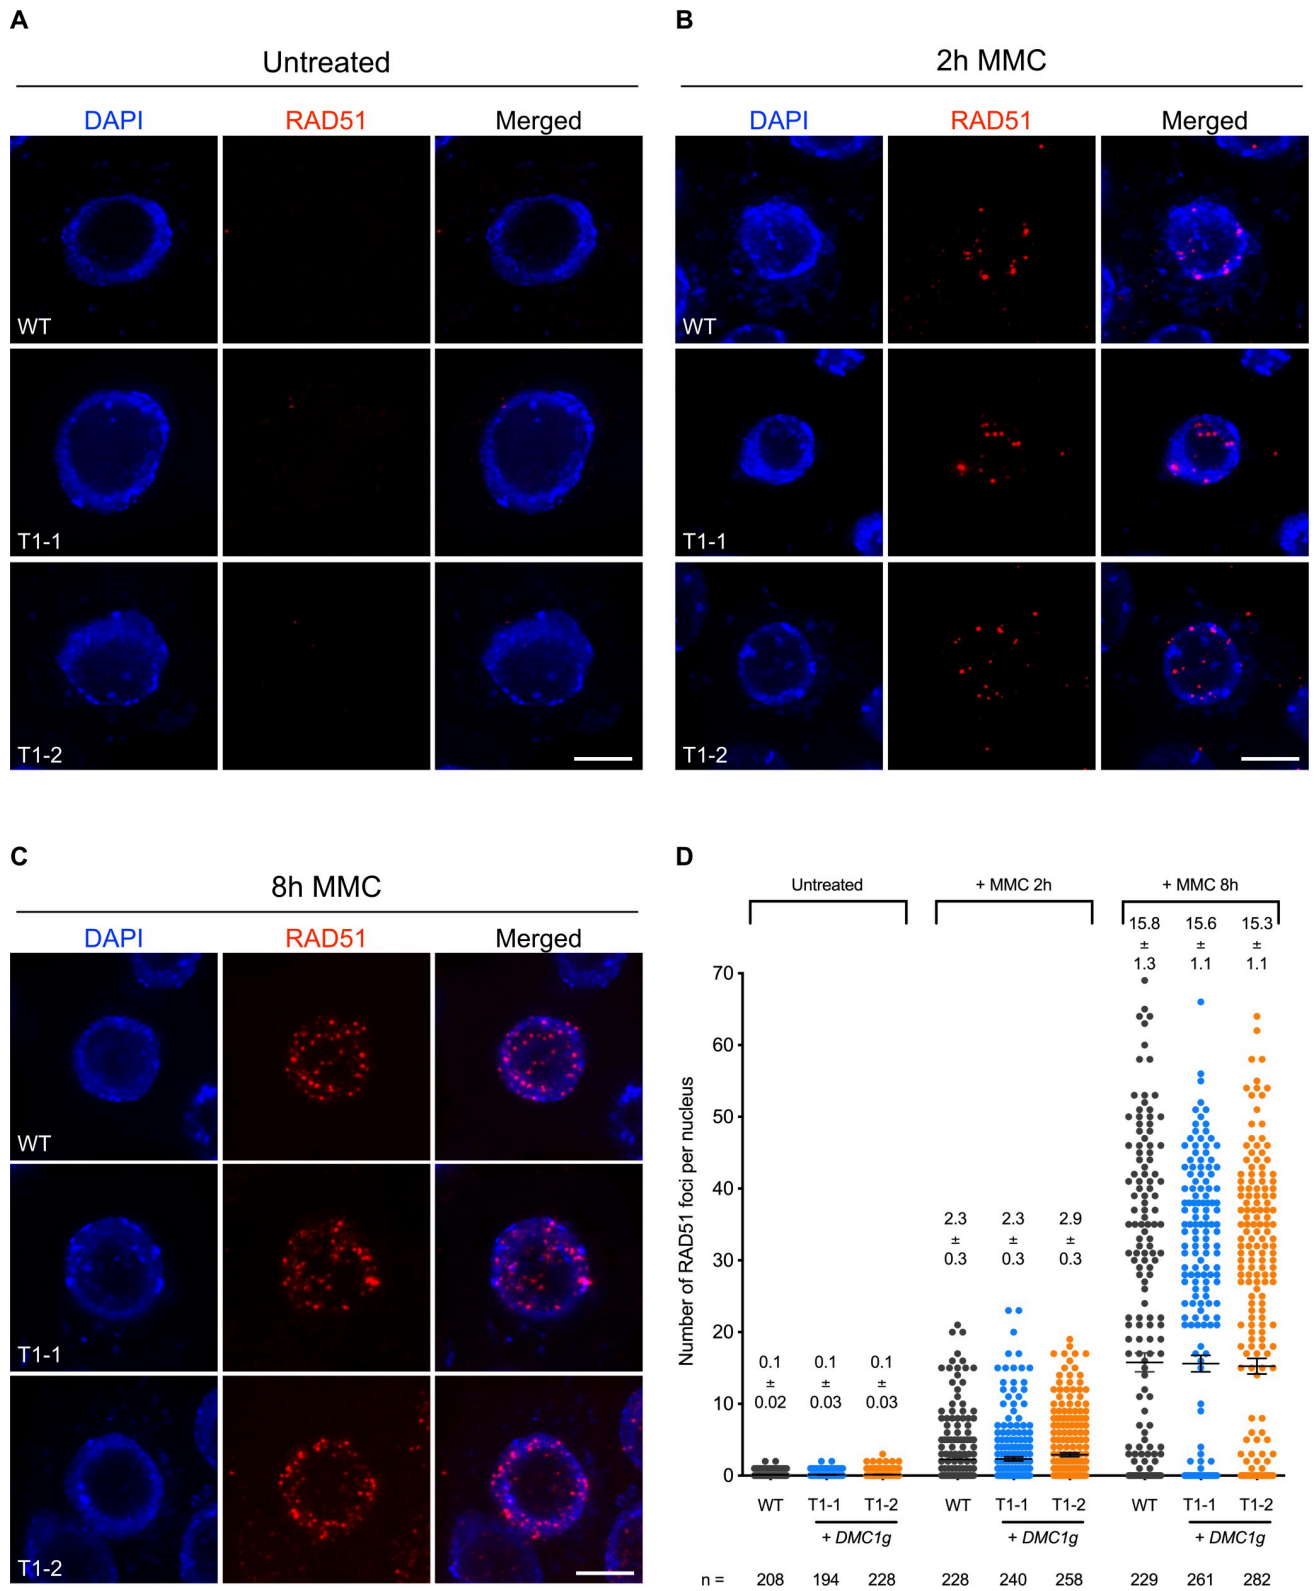 A
Untreated
DAPI RAD51 Merged
WT
T1-1
T1-2
B
2h MMC
DAPI RAD51 Merged
WT
T1-1
T1-2
C
8h MMC
DAPI RAD51 Merged
WT
T1-1
T1-2
D
Untreated + MMC 2h + MMC 8h
15.8 15.6 15.3
± ± ±
1.3 1.1 1.1
2.3 2.3 2.9
± ± ±
0.3 0.3 0.3
0.1 0.1 0.1
± ± ±
0.02 0.03 0.03
Number of RAD51 foci per nucleus
70
60
50
40
30
20
10
0
WT T1-1 T1-2 WT T1-1 T1-2 WT T1-1 T1-2
+ DMC1g + DMC1g + DMC1g
n = 208 194 228 228 240 258 229 261 282